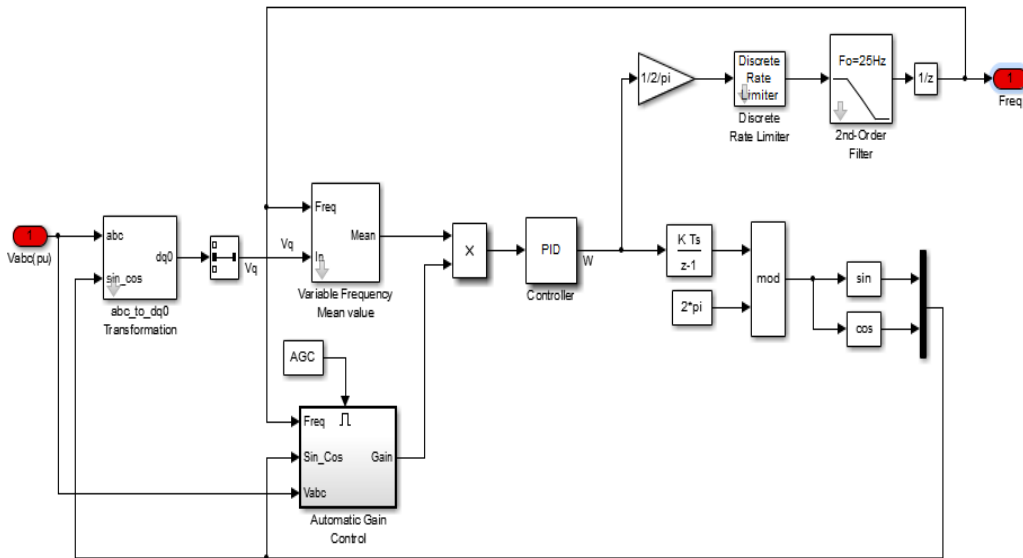 1/2/pi
Discrete
Rate
Limiter
Discrete
Rate Limiter
Fo=25Hz
2nd-Order
Filter
1/z
1
Freq
1
Vabc(pu)
abc
sin_cos
dq0
abc_to_dq0
Transformation
Vq
Vq
Freq
In
Mean
Variable Frequency
Mean value
X
PID
Controller
W
K Ts
z-1
2*pi
mod
sin
cos
AGC
Freq
Sin_Cos
Vabc
Gain
Automatic Gain
Control